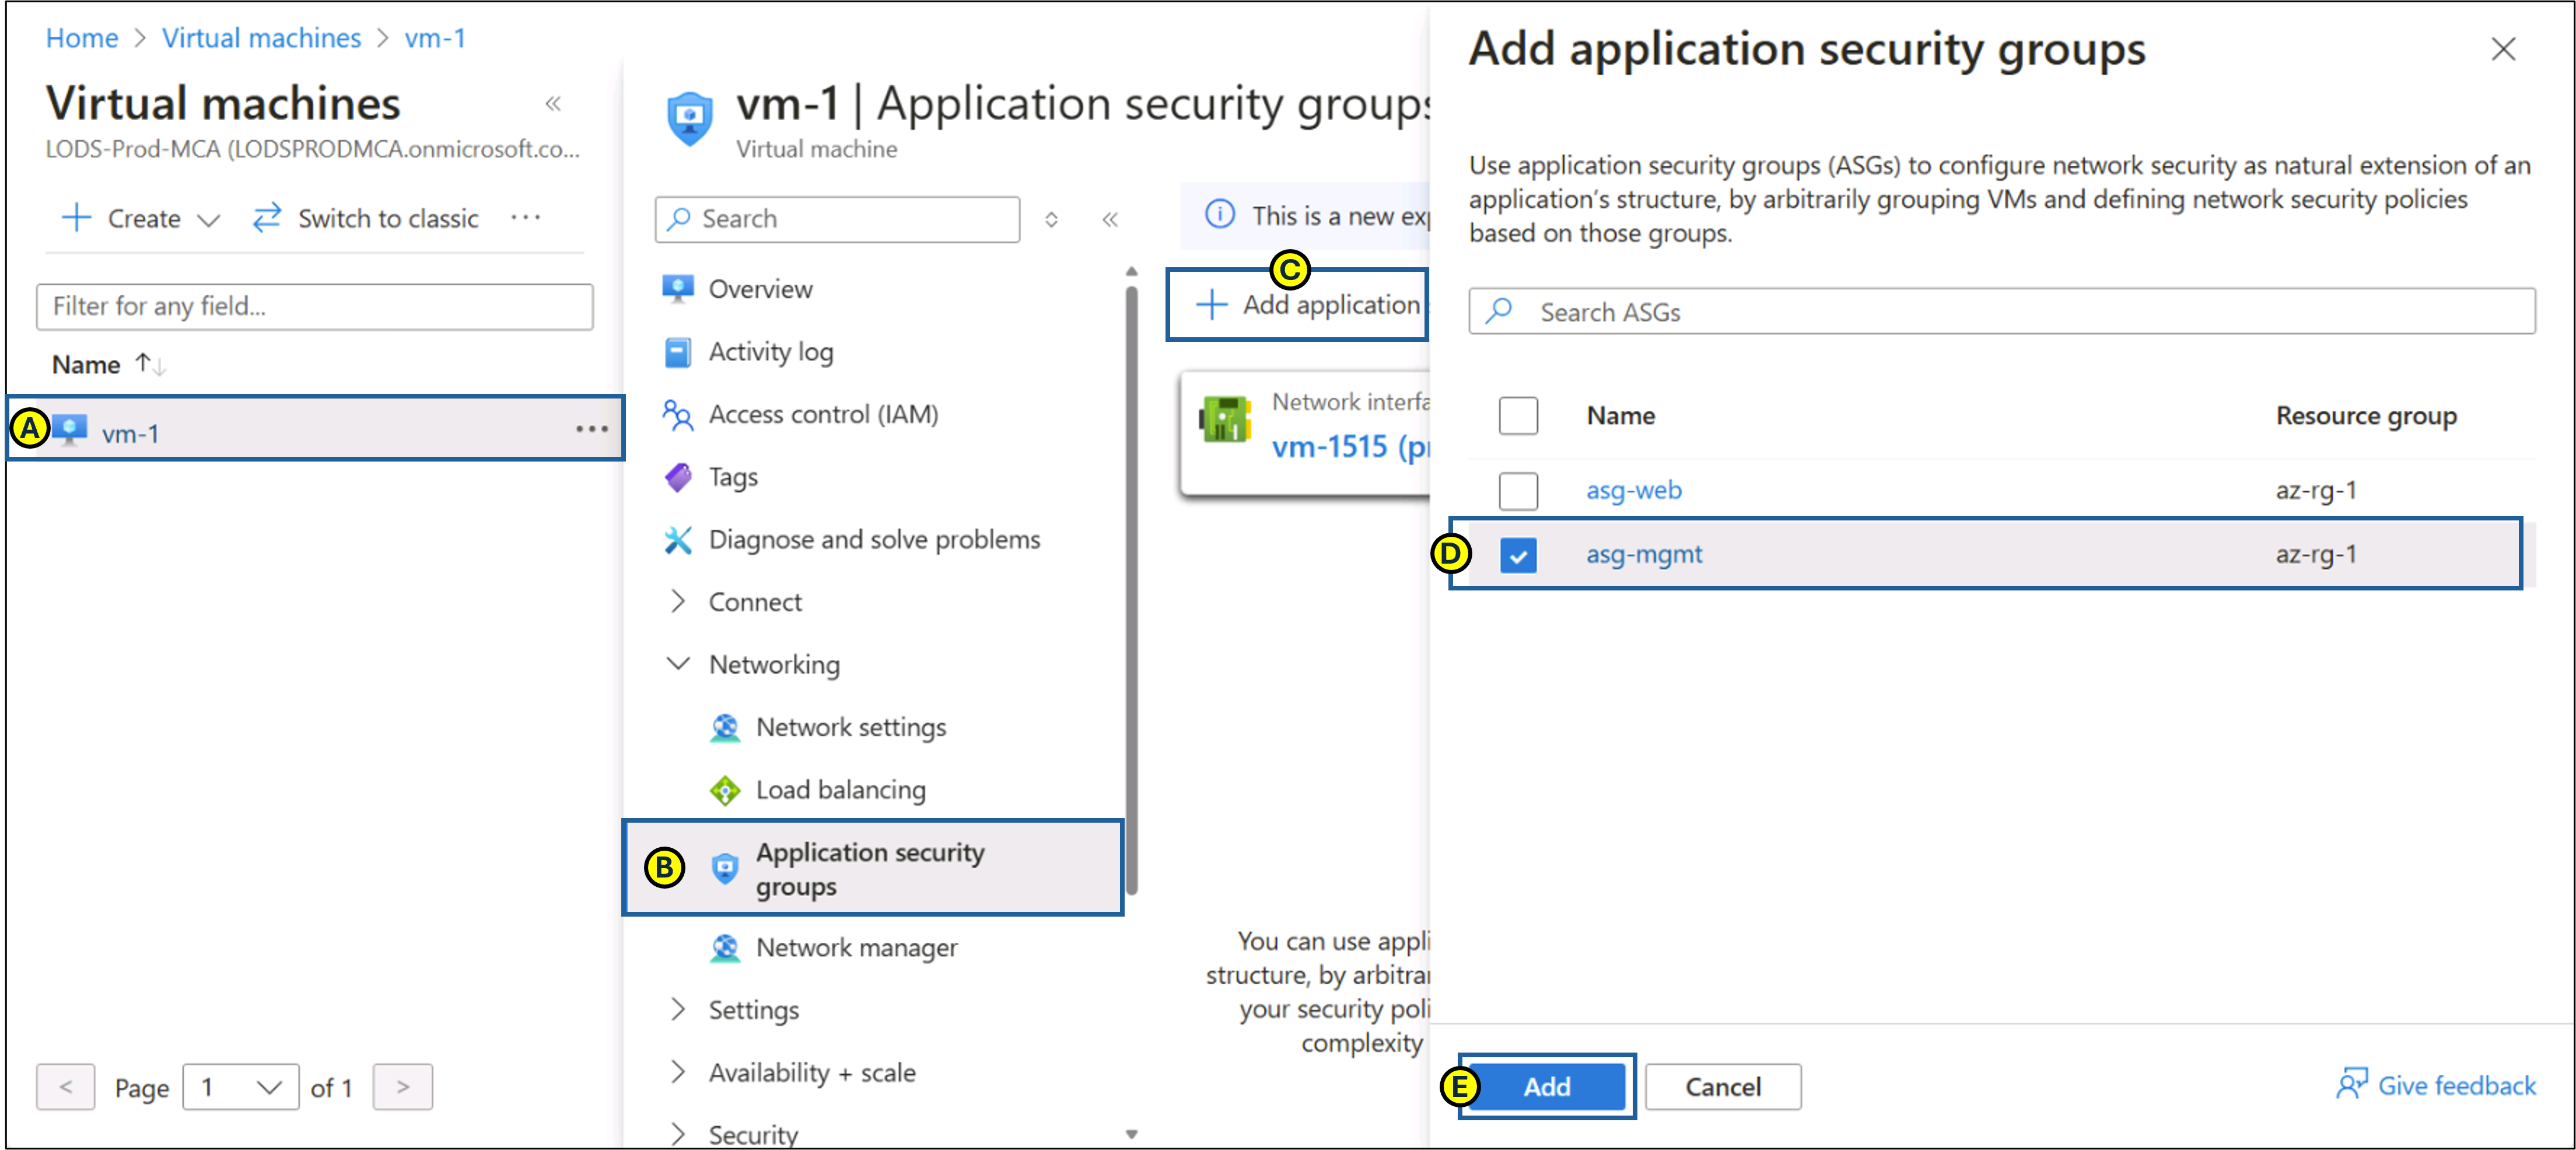 Home > Virtual machines > vm-1
Virtual machines «
LODS-Prod-MCA (LODSPRODMCA.onmicrosoft.co...
+ Create Switch to classic ...
Filter for any field...
Name ↑↓
A vm-1 ...
< Page 1 of 1 >
vm-1 | Application security groups
Virtual machine
Search «
Overview
Activity log
Access control (IAM)
Tags
Diagnose and solve problems
> Connect
Networking
Network settings
Load balancing
B Application security
groups
Network manager
> Settings
> Availability + scale
> Security
This is a new exp
C
+ Add application
Network interfa
vm-1515 (pr
You can use appli
structure, by arbitrar
your security poli
complexity
Add application security groups
Use application security groups (ASGs) to configure network security as natural extension of an
application's structure, by arbitrarily grouping VMs and defining network security policies
based on those groups.
Search ASGs
Name Resource group
asg-web az-rg-1
D asg-mgmt az-rg-1
E Add Cancel Give feedback